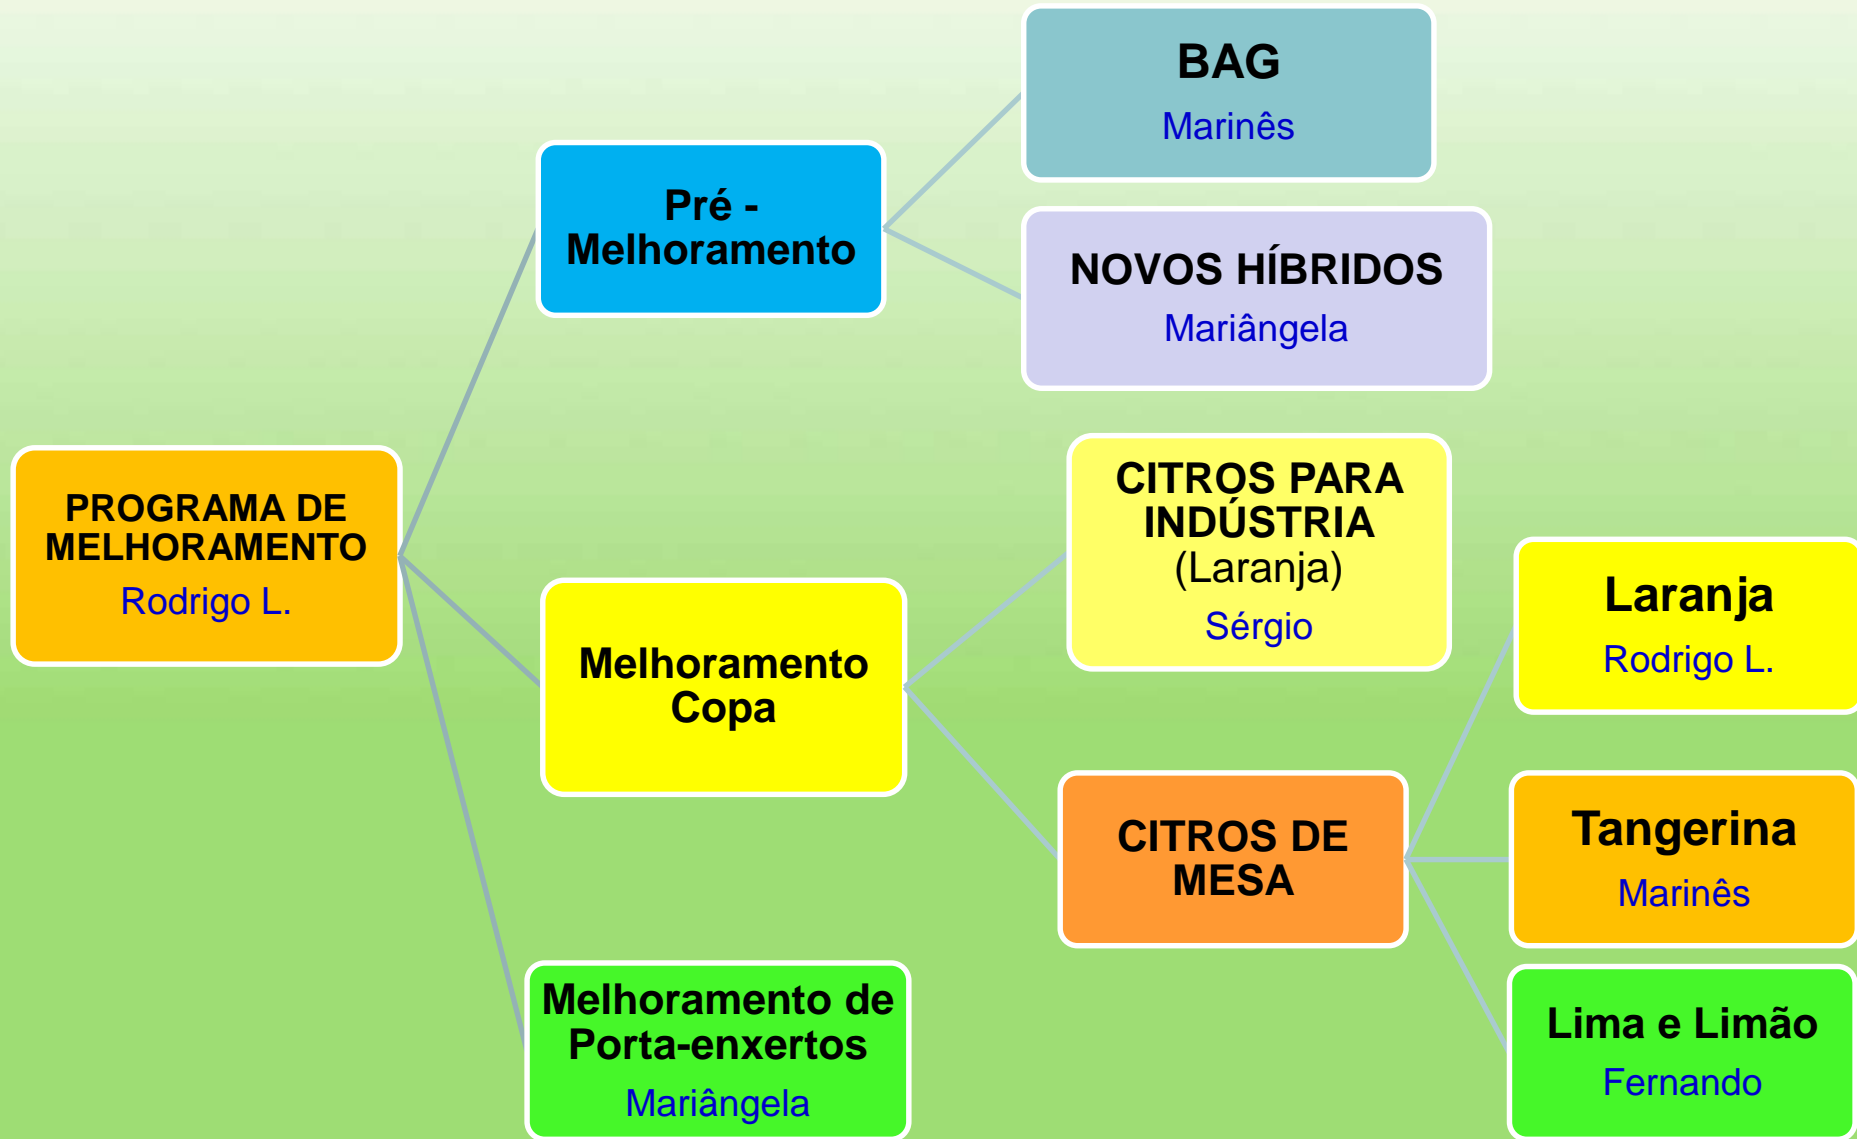 PROGRAMA DE
MELHORAMENTO
Rodrigo L.
Pré -
Melhoramento
BAG
Marinês
NOVOS HÍBRIDOS
Mariângela
Melhoramento
Copa
CITROS PARA
INDÚSTRIA
(Laranja)
Sérgio
CITROS DE
MESA
Laranja
Rodrigo L.
Tangerina
Marinês
Lima e Limão
Fernando
Melhoramento de
Porta-enxertos
Mariângela